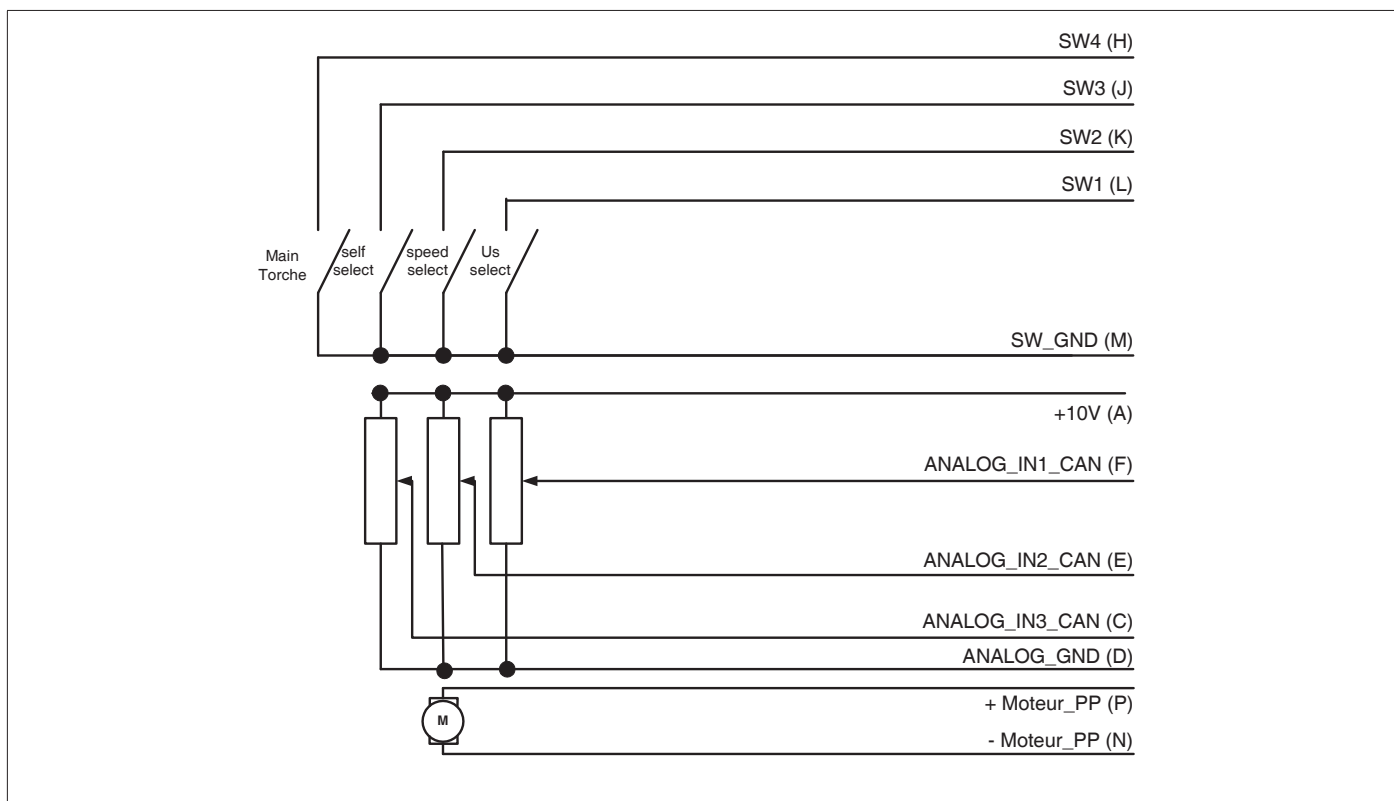 SW4 (H)
SW3 (J)
SW2 (K)
SW1 (L)
Main
Torche
self
select
speed
select
Us
select
SW_GND (M)
+10V (A)
ANALOG_IN1_CAN (F)
ANALOG_IN2_CAN (E)
ANALOG_IN3_CAN (C)
ANALOG_GND (D)
+ Moteur_PP (P)
M
- Moteur_PP (N)